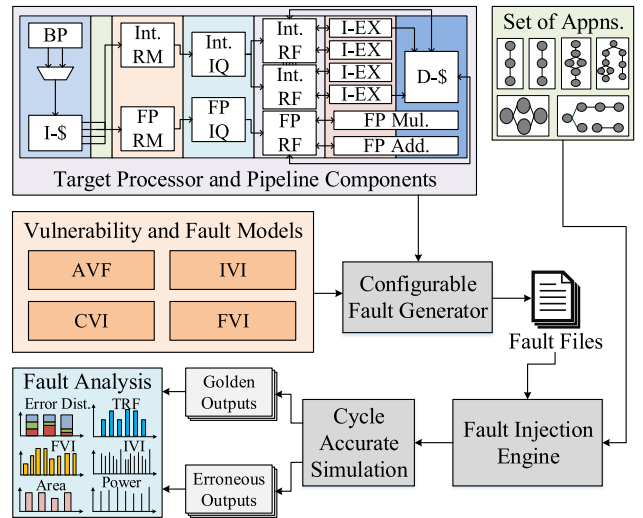 BP
I-$
Int.
RM
FP
RM
Int.
IQ
FP
IQ
Int.
RF
Int.
RF
FP
RF
I-EX
I-EX
I-EX
I-EX
D-$
FP Mul.
FP Add.
Target Processor and Pipeline Components
Set of Appns.
Vulnerability and Fault Models
AVF
IVI
CVI
FVI
Configurable
Fault Generator
Fault Files
Fault Analysis
Error Dist.
TRF
FVI
IVI
Area
Power
Golden
Outputs
Erroneous
Outputs
Cycle
Accurate
Simulation
Fault Injection
Engine